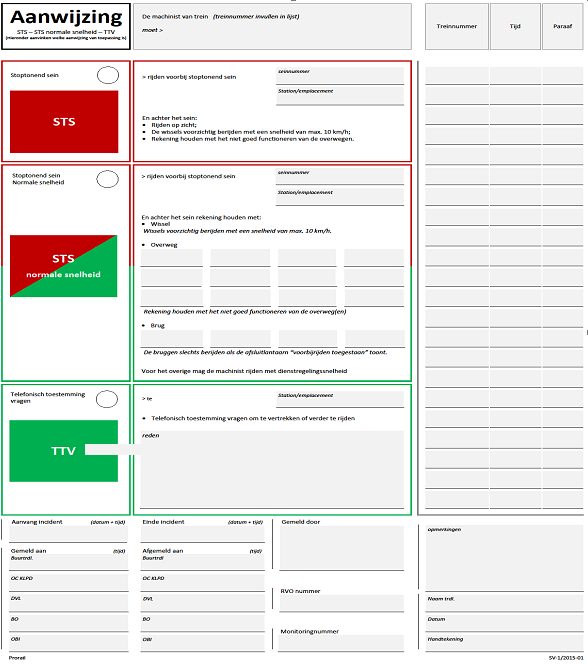 Aanwijzing
STS – STS normale snelheid – TTV
(Hieronder aanvinken welke aanwijzing van toepassing is)
De machinist van trein (treinnummer invullen in lijst)
moet >
Treinnummer Tijd Paraaf
Stoptonend sein
STS
> rijden voorbij stoptonend sein
seinnummer
Station/emplacement
En achter het sein:
• Rijden op zicht;
• De wissels voorzichtig berijden met een snelheid van max. 10 km/h;
• Rekening houden met het niet goed functioneren van de overwegen.
Stoptonend sein
Normale snelheid
STS
normale snelheid
> rijden voorbij stoptonend sein
seinnummer
Station/emplacement
En achter het sein rekening houden met:
• Wissel
Wissels voorzichtig berijden met een snelheid van max. 10 km/h.
• Overweg
Rekening houden met het niet goed functioneren van de overweg(en)
• Brug
De bruggen slechts berijden als de afsluitlantaarn "voorbijrijden toegestaan" toont.
Voor het overige mag de machinist rijden met dienstregelingssnelheid
Telefonisch toestemming
vragen
TTV
> te
Station/emplacement
• Telefonisch toestemming vragen om te vertrekken of verder te rijden
reden
Aanvang incident (datum + tijd)
Gemeld aan (tijd)
Buurtrdl.
OC KLPD
DVL
BO
OBI
Einde incident (datum + tijd)
Afgemeld aan (tijd)
Buurtrdl.
OC KLPD
DVL
BO
OBI
Gemeld door
RVO nummer
Monitoringnummer
opmerkingen
Naam trdl.
Datum
Handtekening
Prorail
SV-1/2015-01